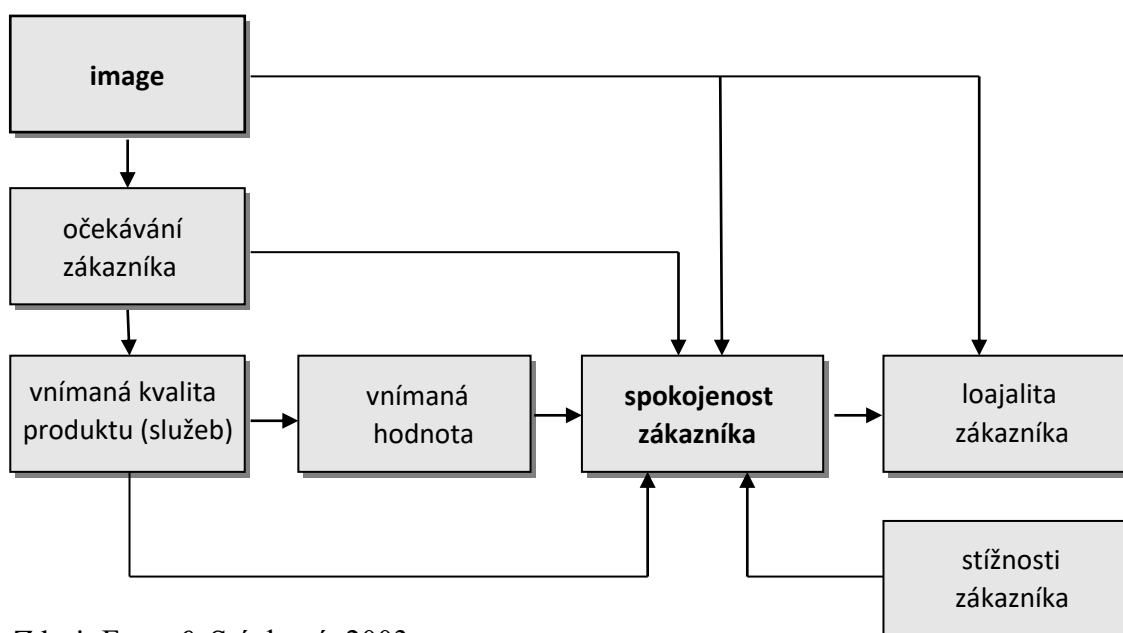 image
očekávání
zákazníka
vnímaná kvalita
produktu (služeb)
vnímaná
hodnota
spokojenost
zákazníka
loajalita
zákazníka
stížnosti
zákazníka